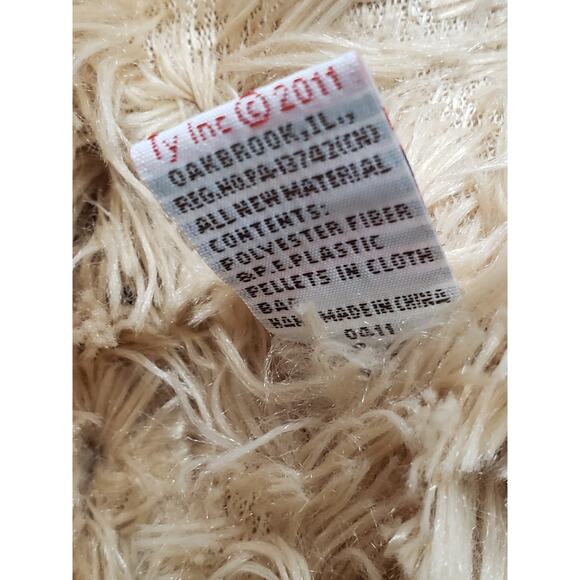 Ty Inc © 2011
OAKBROOK, IL.,
REG.NO.PA-13742(CN)
ALL NEW MATERIAL
CONTENTS:
POLYESTER FIBER
&P.E.PLASTIC
PELLETS IN CLOTH
MADE IN CHINA
0911